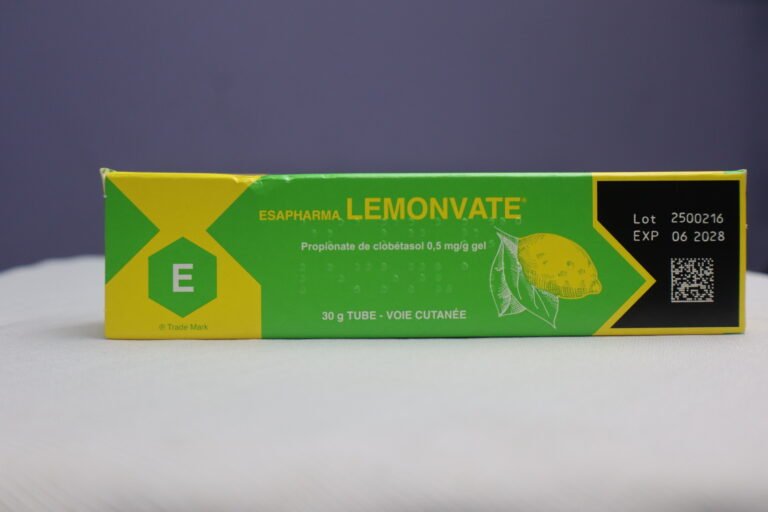 ESAPHARMA LEMONVATE®
Propionate de clobétasol 0,5 mg/g gel
30 g TUBE - VOIE CUTANÉE
E
® Trade Mark
Lot 2500216
EXP 06 2028